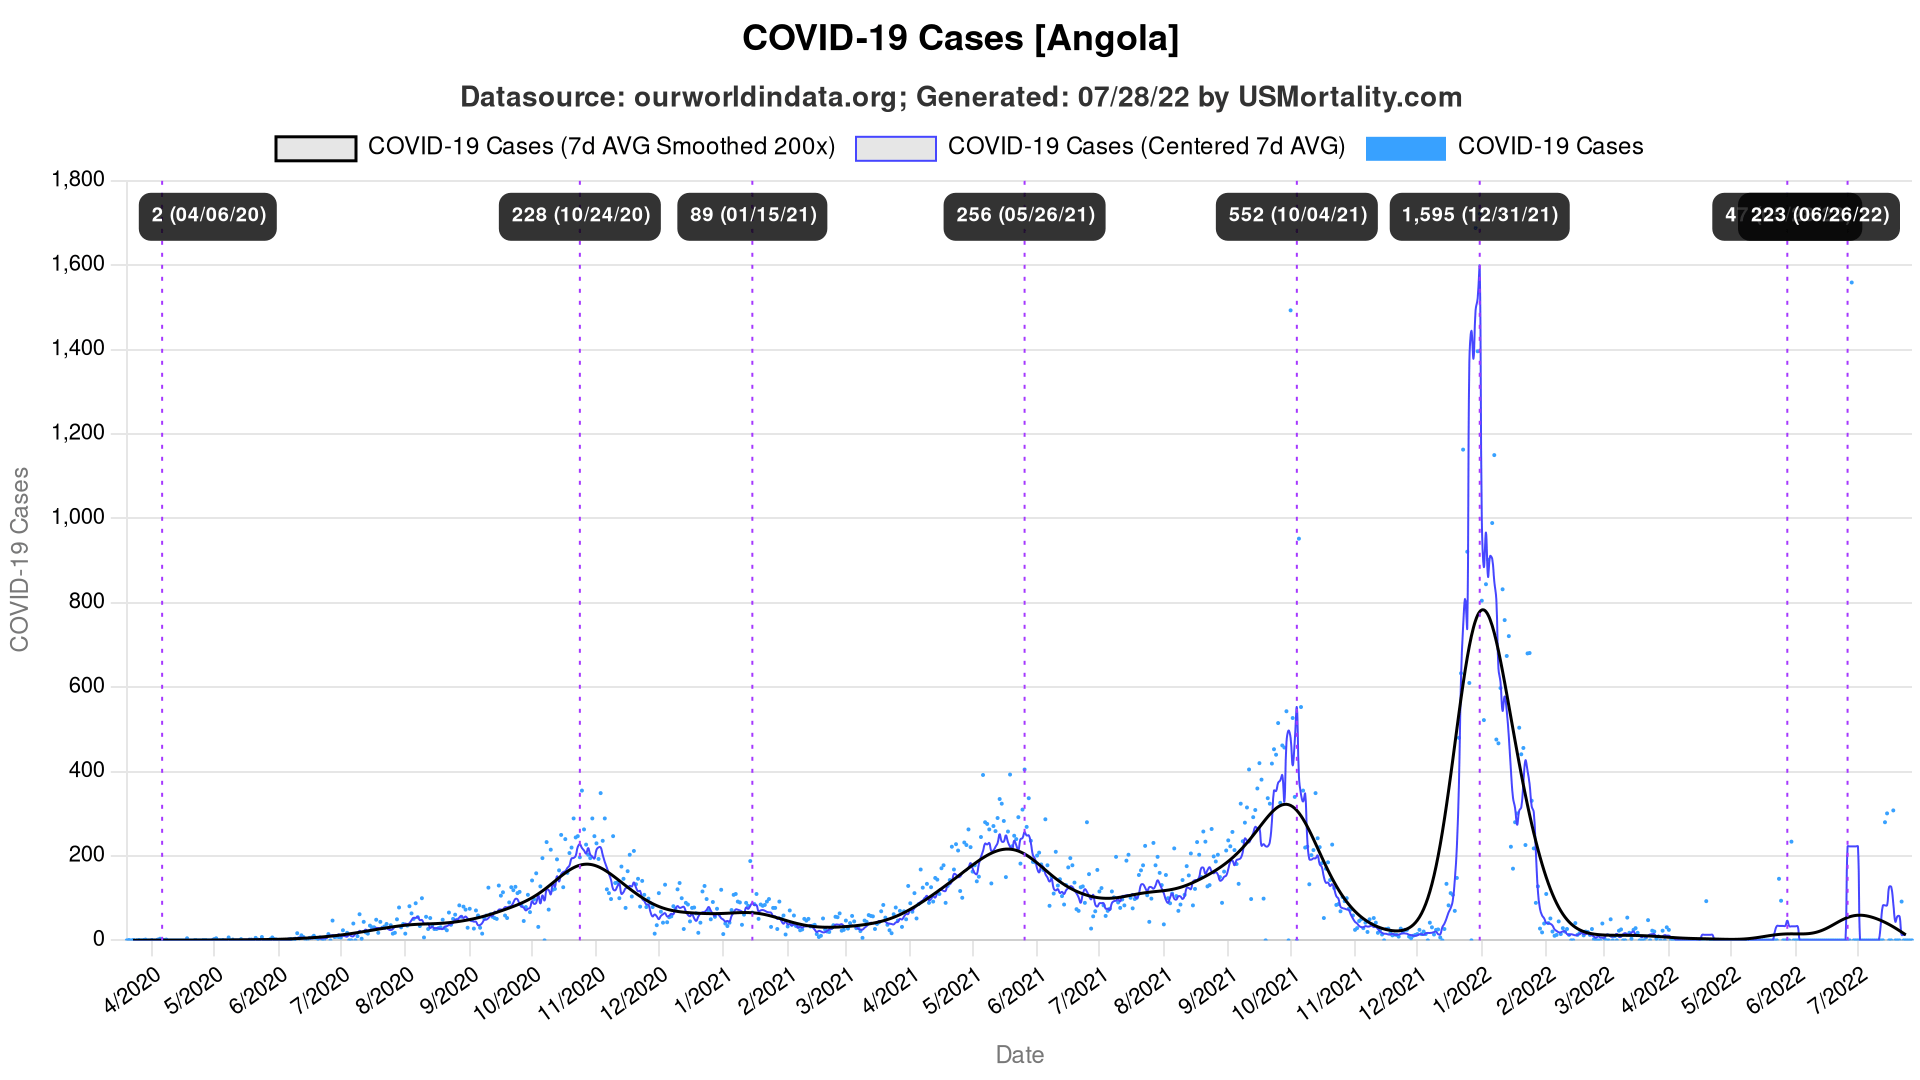 COVID-19 Cases [Angola]
Datasource: ourworldindata.org; Generated: 07/28/22 by USMortality.com
COVID-19 Cases (7d AVG Smoothed 200x) COVID-19 Cases (Centered 7d AVG) COVID-19 Cases
2 (04/06/20) 228 (10/24/20) 89 (01/15/21) 256 (05/26/21) 552 (10/04/21) 1,595 (12/31/21) 223 (06/26/22)
1,800
1,600
1,400
1,200
1,000
800
600
400
200
0
COVID-19 Cases
4/2020 5/2020 6/2020 7/2020 8/2020 9/2020 10/2020 11/2020 12/2020 1/2021 2/2021 3/2021 4/2021 5/2021 6/2021 7/2021 8/2021 9/2021 10/2021 11/2021 12/2021 1/2022 2/2022 3/2022 4/2022 5/2022 6/2022 7/2022
Date